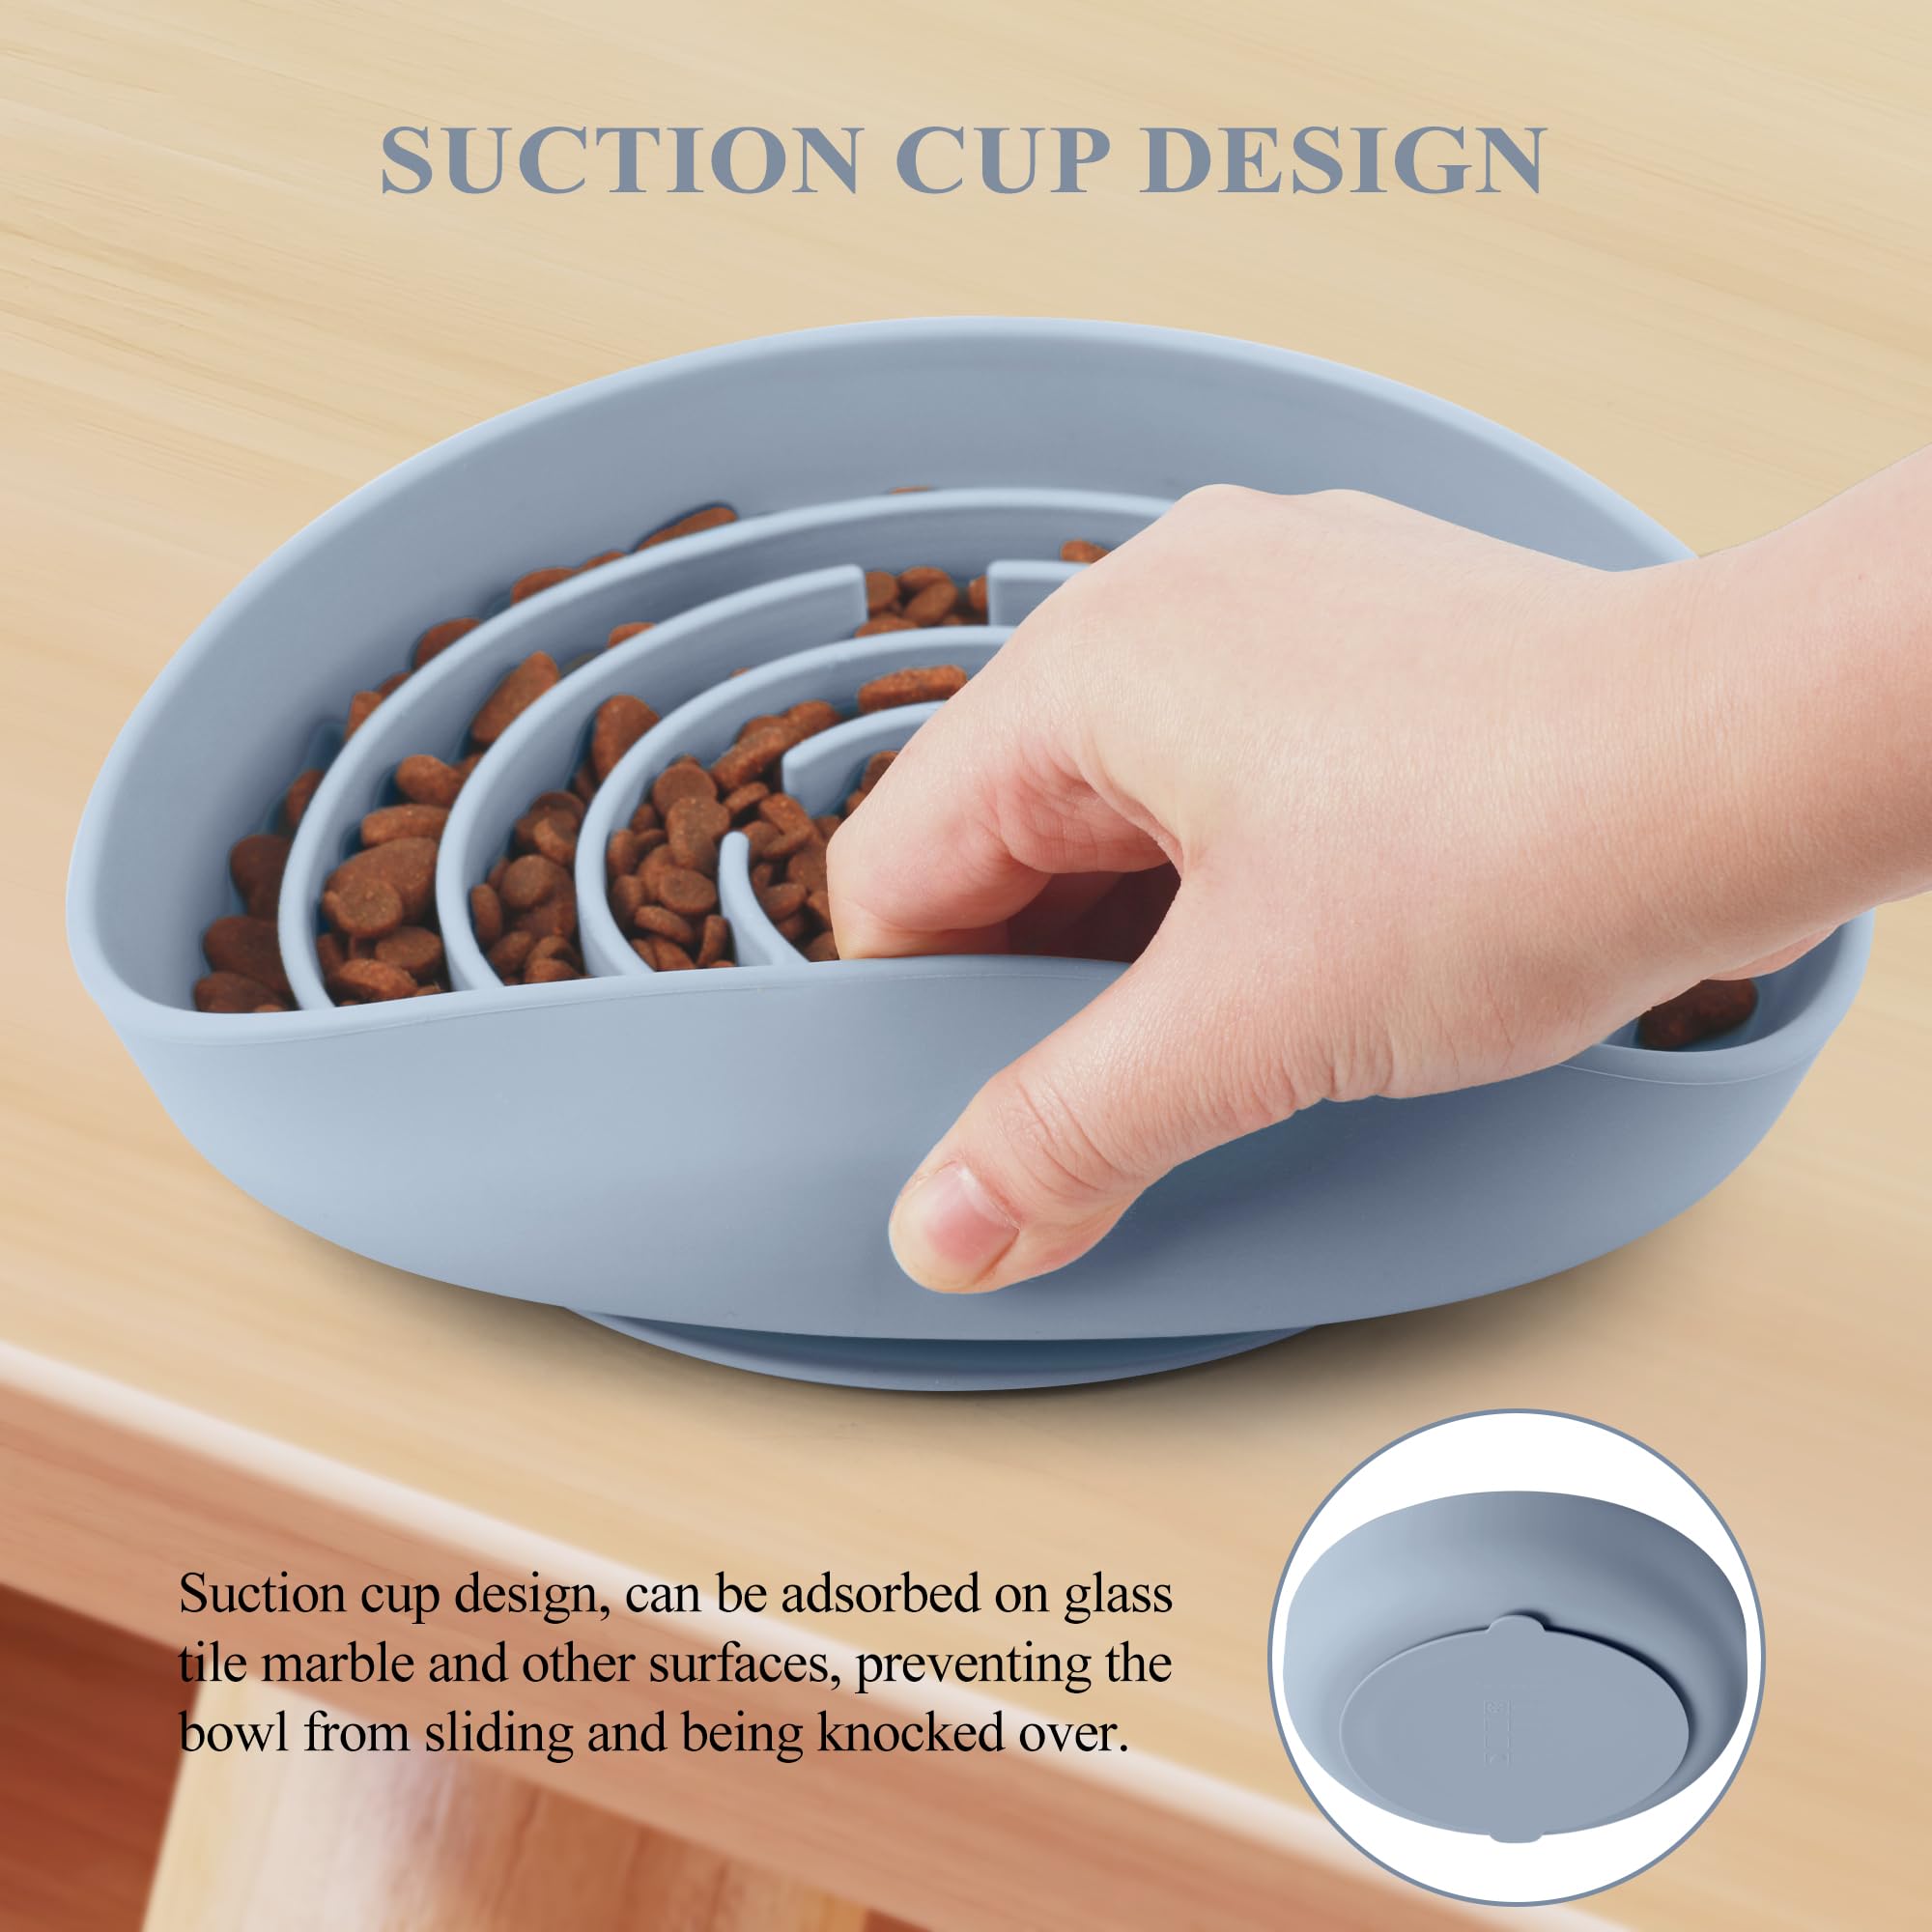 SUCTION CUP DESIGN
Suction cup design, can be adsorbed on glass
tile marble and other surfaces, preventing the
bowl from sliding and being knocked over.